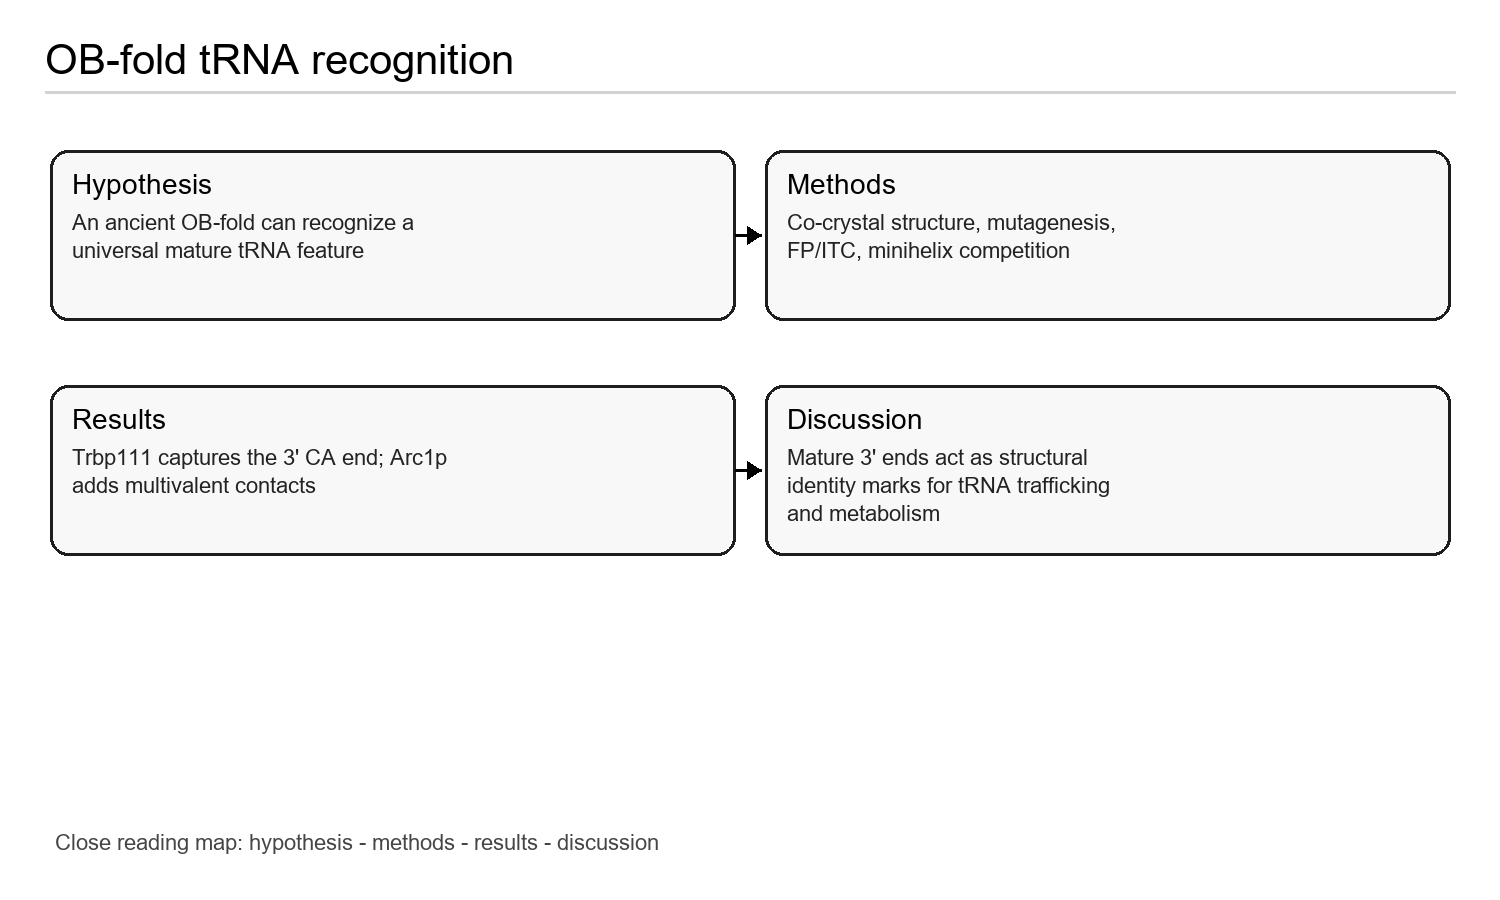 OB-fold tRNA recognition
Hypothesis
An ancient OB-fold can recognize a
universal mature tRNA feature
Methods
Co-crystal structure, mutagenesis,
FP/ITC, minihelix competition
Results
Trbp111 captures the 3' CA end; Arc1p
adds multivalent contacts
Discussion
Mature 3' ends act as structural
identity marks for tRNA trafficking
and metabolism
Close reading map: hypothesis - methods - results - discussion